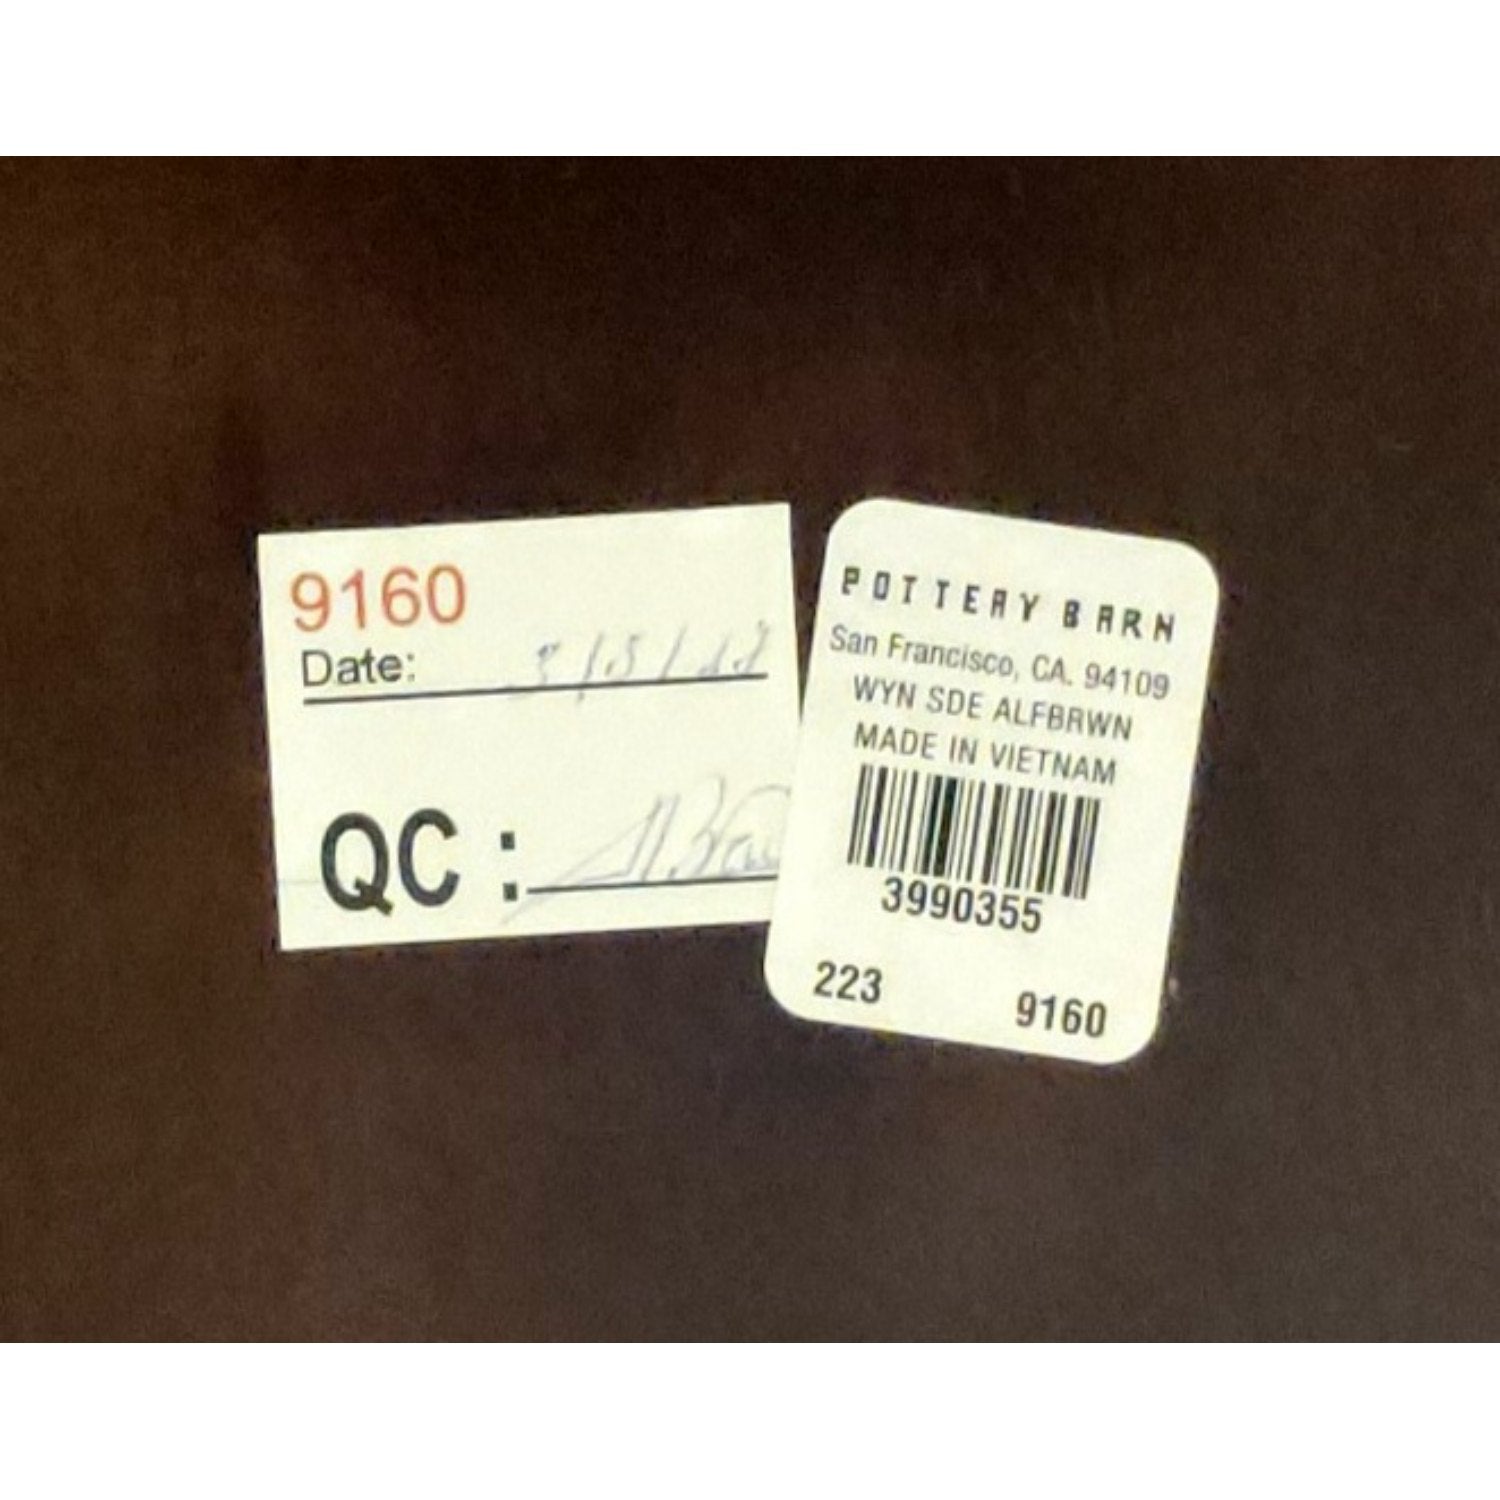 9160
Date:
QC :
POTTERY BARN
San Francisco, CA. 94109
WYN SDE ALFBRWN
MADE IN VIETNAM
3990355
223 9160